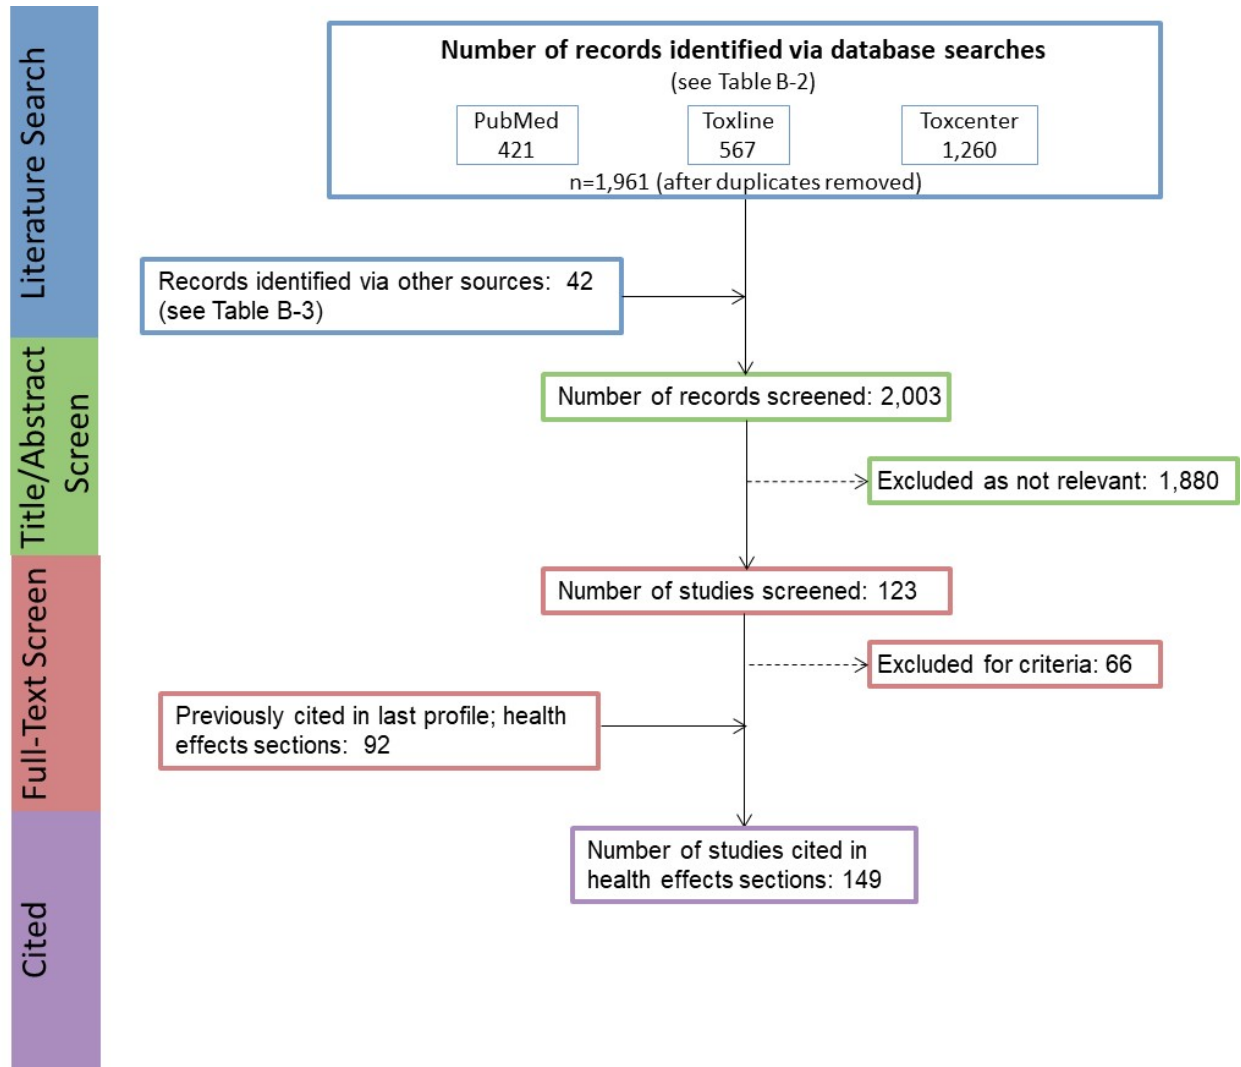 Literature Search
Number of records identified via database searches
(see Table B-2)
PubMed
421
Toxline
567
Toxcenter
1,260
n=1,961 (after duplicates removed)
Records identified via other sources: 42
(see Table B-3)
Title/Abstract
Screen
Number of records screened: 2,003
Excluded as not relevant: 1,880
Full-Text Screen
Number of studies screened: 123
Excluded for criteria: 66
Previously cited in last profile; health
effects sections: 92
Cited
Number of studies cited in
health effects sections: 149